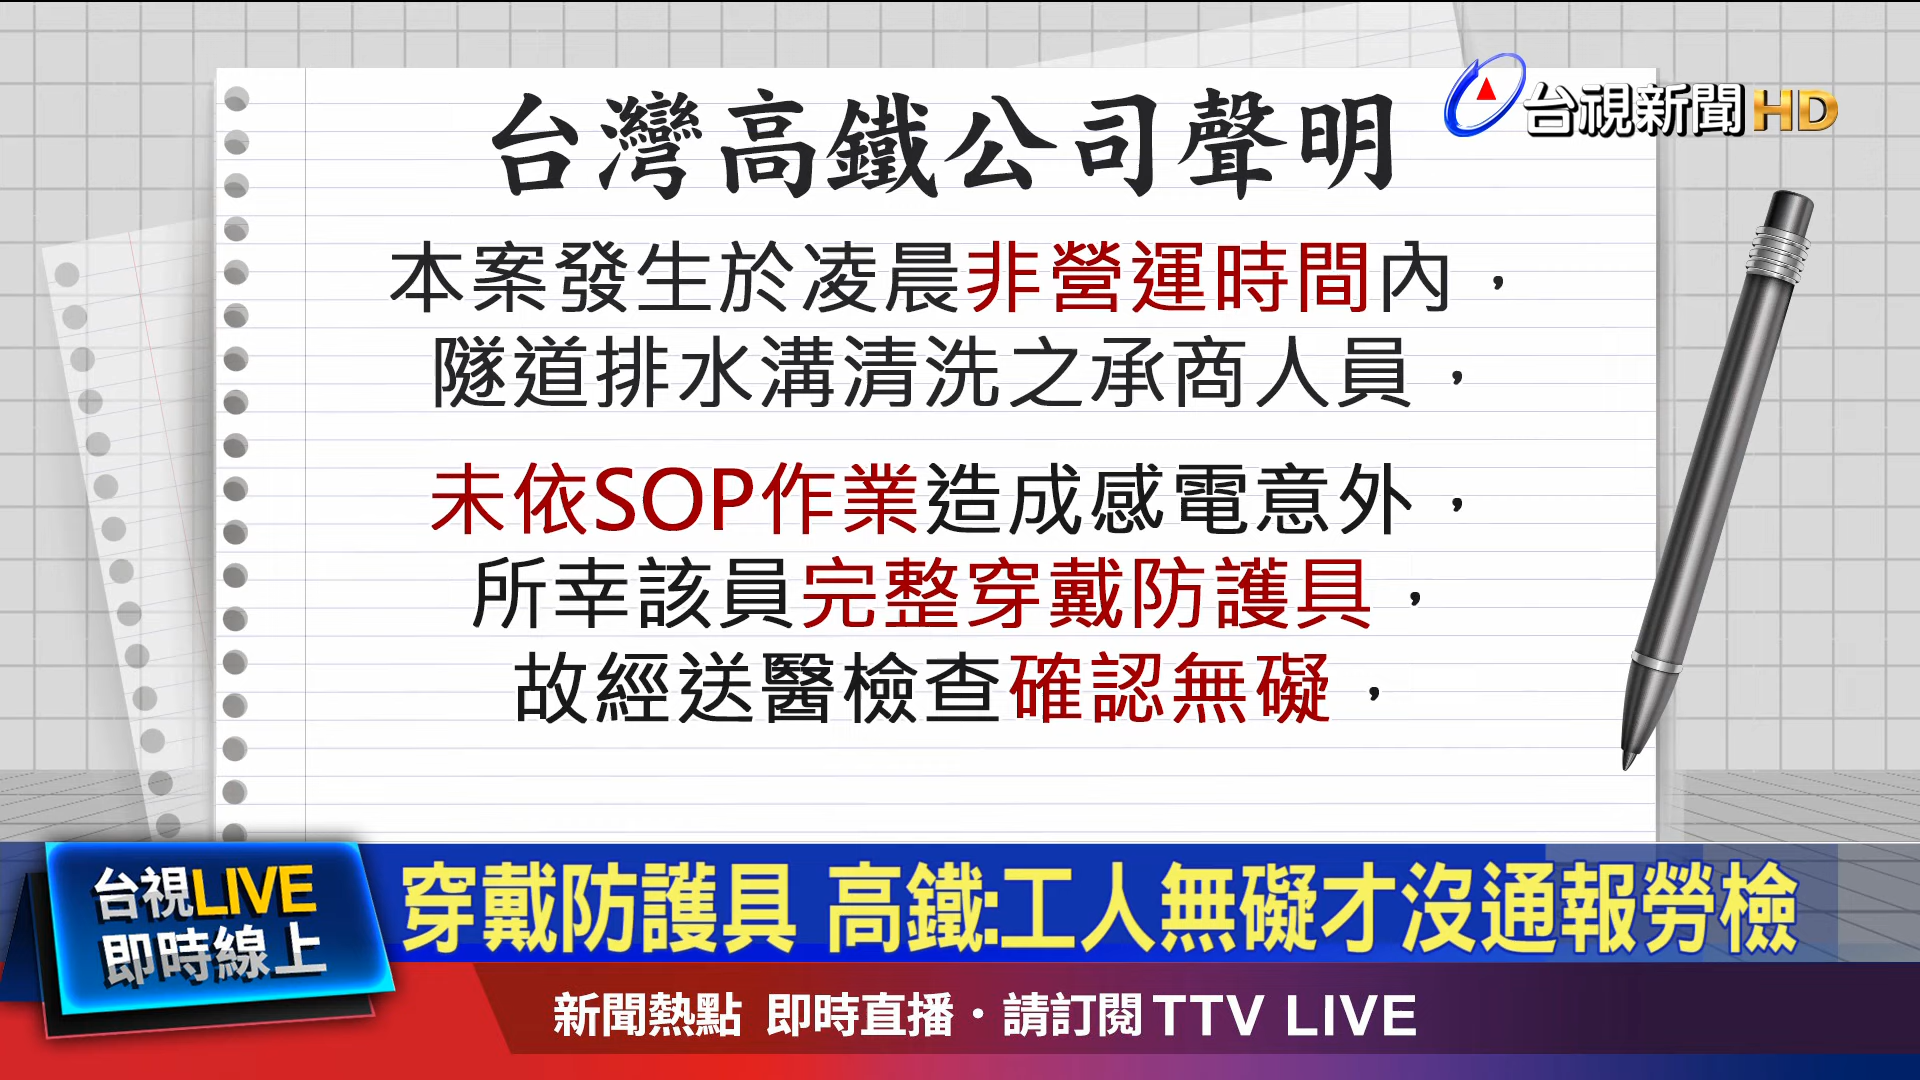 台灣高鐵公司聲明
台視新聞HD
本案發生於凌晨非營運時間內，
隧道排水溝清洗之承商人員，
未依SOP作業造成感電意外，
所幸該員完整穿戴防護具，
故經送醫檢查確認無礙，
台視LIVE
即時線上
穿戴防護具 高鐵:工人無礙才沒通報勞檢
新聞熱點 即時直播・請訂閱TTV LIVE